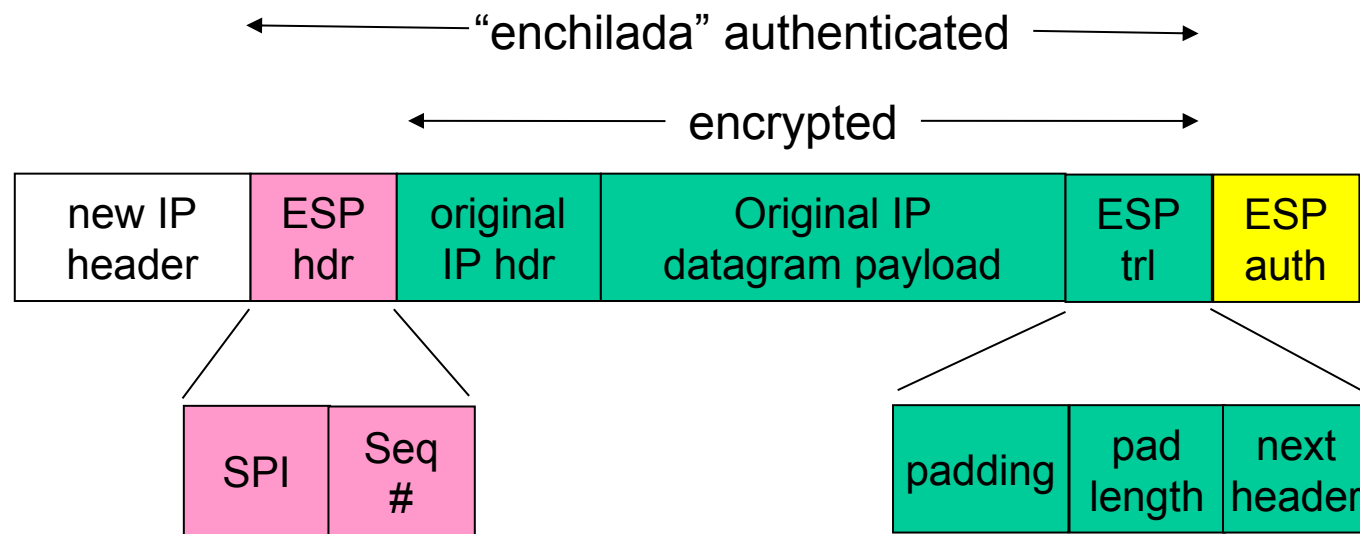 “enchilada” authenticated
encrypted
new IP
header
ESP
hdr
original
IP hdr
Original IP
datagram payload
ESP
trl
ESP
auth
SPI
Seq
#
padding
pad
length
next
header